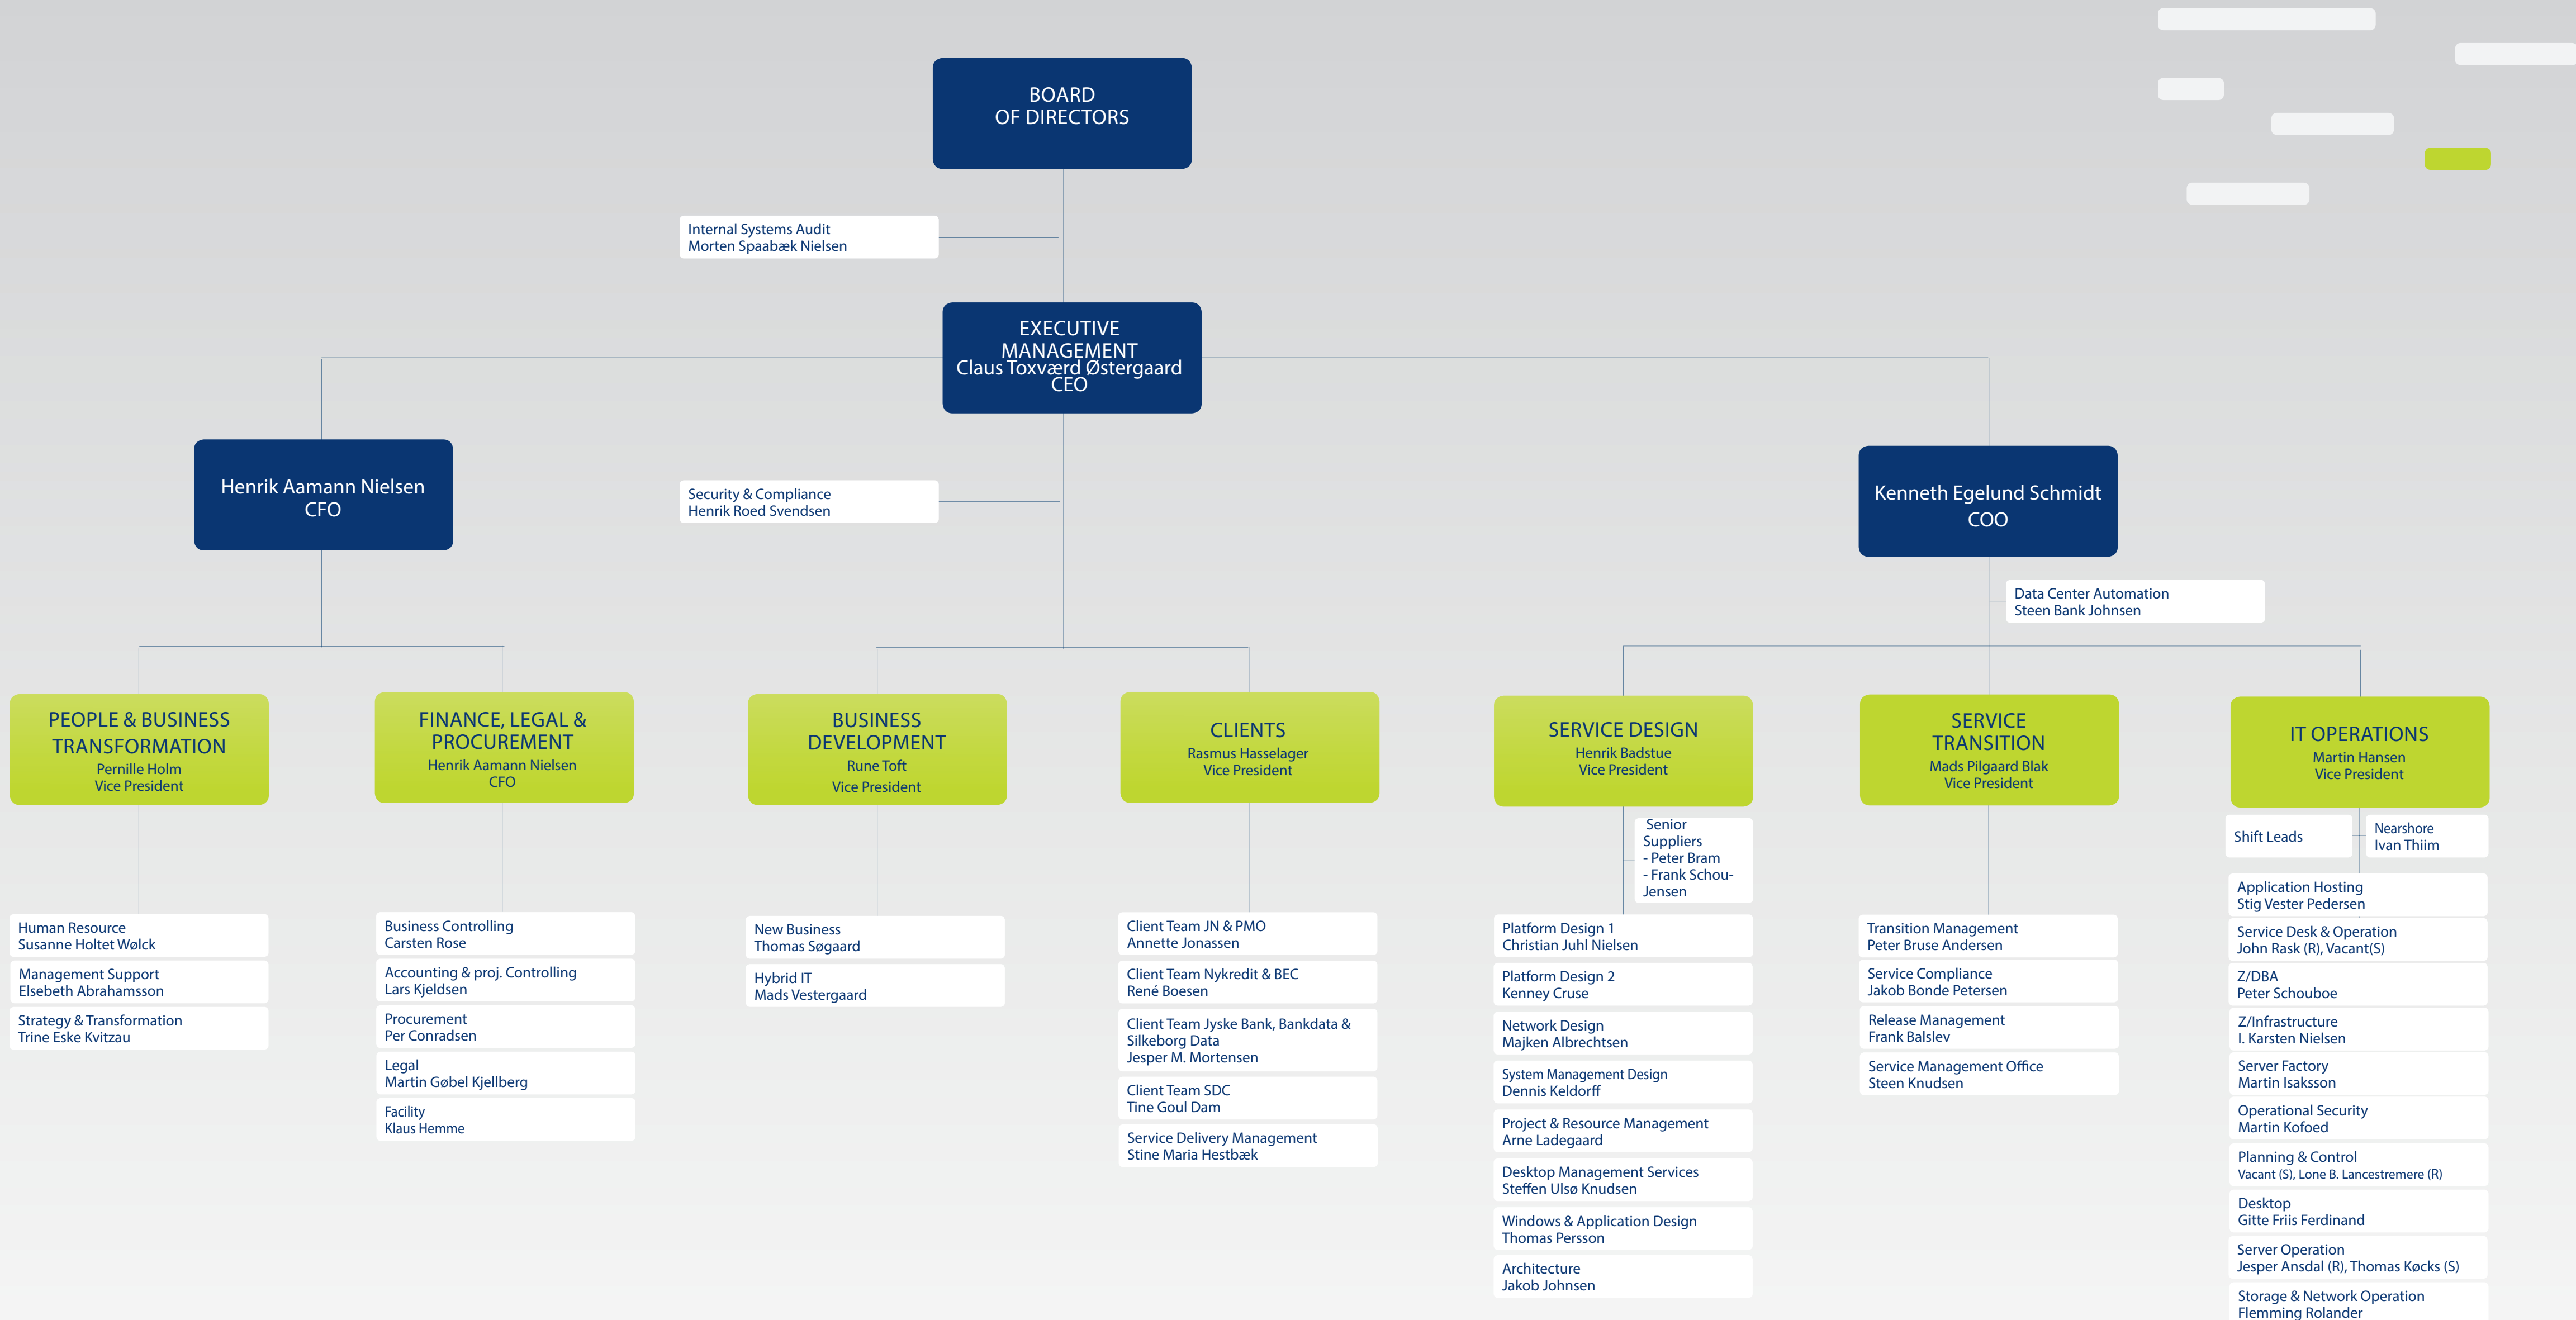 BOARD
OF DIRECTORS
Internal Systems Audit
Morten Spaabæk Nielsen
EXECUTIVE
MANAGEMENT
Claus Toxværd Østergaard
CEO
Henrik Aamann Nielsen
CFO
Security & Compliance
Henrik Roed Svendsen
Kenneth Egelund Schmidt
COO
Data Center Automation
Steen Bank Johnsen
PEOPLE & BUSINESS
TRANSFORMATION
Pernille Holm
Vice President
Human Resource
Susanne Holtet Wølck
Management Support
Elsebeth Abrahamsson
Strategy & Transformation
Trine Eske Kvitzau
FINANCE, LEGAL &
PROCUREMENT
Henrik Aamann Nielsen
CFO
Business Controlling
Carsten Rose
Accounting & proj. Controlling
Lars Kjeldsen
Procurement
Per Conradsen
Legal
Martin Gøbel Kjellberg
Facility
Klaus Hemme
BUSINESS
DEVELOPMENT
Rune Toft
Vice President
New Business
Thomas Søgaard
Hybrid IT
Mads Vestergaard
CLIENTS
Rasmus Hasselager
Vice President
Client Team JN & PMO
Annette Jonassen
Client Team Nykredit & BEC
René Boesen
Client Team Jyske Bank, Bankdata &
Silkeborg Data
Jesper M. Mortensen
Client Team SDC
Tine Goul Dam
Service Delivery Management
Stine Maria Hestbæk
SERVICE DESIGN
Henrik Badstue
Vice President
Senior
Suppliers
- Peter Bram
- Frank Schou-
Jensen
Platform Design 1
Christian Juhl Nielsen
Platform Design 2
Kenney Cruse
Network Design
Majken Albrechtsen
System Management Design
Dennis Keldorff
Project & Resource Management
Arne Ladegaard
Desktop Management Services
Steffen Ulsø Knudsen
Windows & Application Design
Thomas Persson
Architecture
Jakob Johnsen
SERVICE
TRANSITION
Mads Pilgaard Blak
Vice President
Transition Management
Peter Bruse Andersen
Service Compliance
Jakob Bonde Petersen
Release Management
Frank Balslev
Service Management Office
Steen Knudsen
IT OPERATIONS
Martin Hansen
Vice President
Shift Leads
Nearshore
Ivan Thiim
Application Hosting
Stig Vester Pedersen
Service Desk & Operation
John Rask (R), Vacant(S)
Z/DBA
Peter Schouboe
Z/Infrastructure
I. Karsten Nielsen
Server Factory
Martin Isaksson
Operational Security
Martin Kofoed
Planning & Control
Vacant (S), Lone B. Lancestremere (R)
Desktop
Gitte Friis Ferdinand
Server Operation
Jesper Ansdal (R), Thomas Køcks (S)
Storage & Network Operation
Flemming Rolander